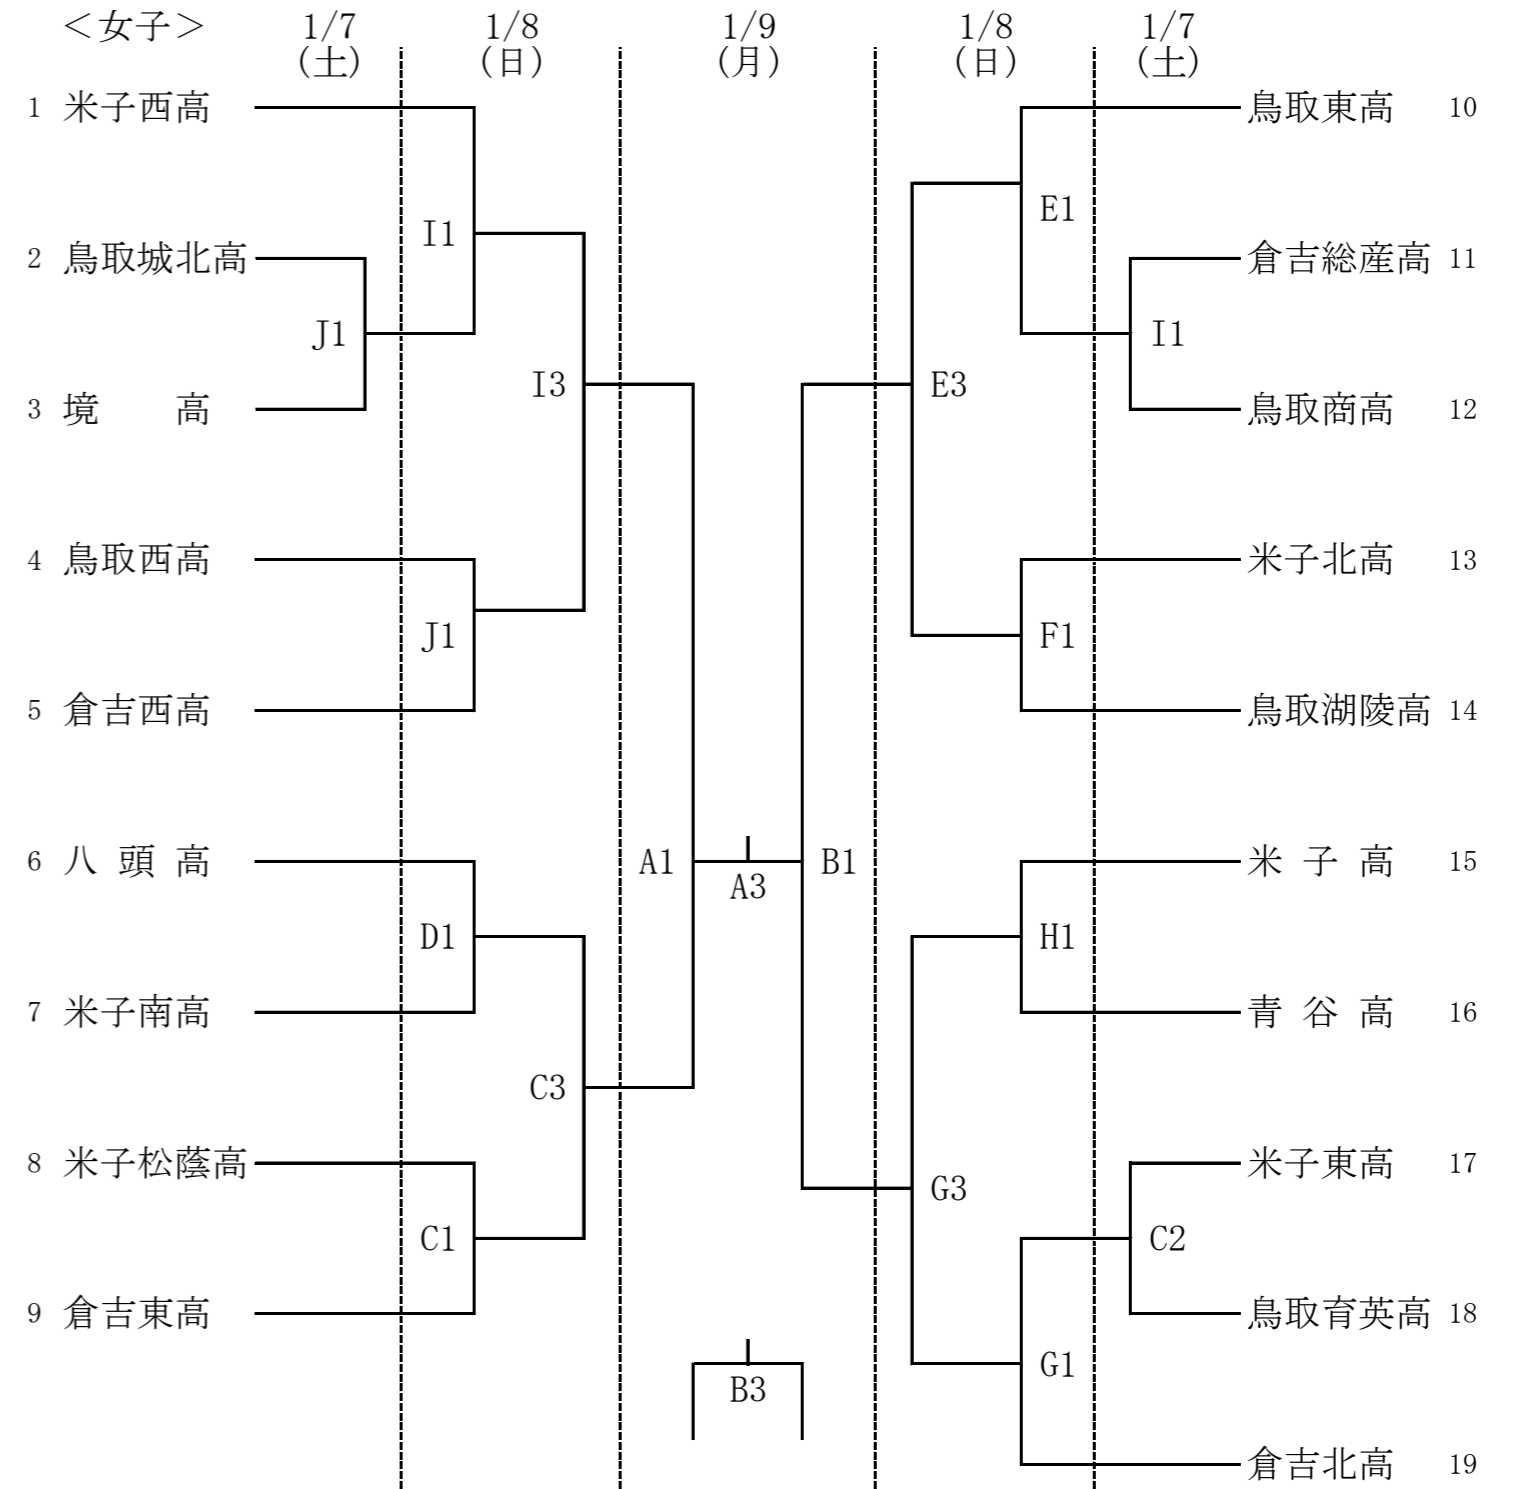 ＜女子＞ 1/7 1/8 1/9 1/8 1/7
(土) (日) (月) (日) (土)
1 米子西高 鳥取東高 10
E1
I1
2 鳥取城北高 倉吉総産高 11
J1 I1
I3 E3
3 境 高 鳥取商高 12
4 鳥取西高 米子北高 13
J1 F1
5 倉吉西高 鳥取湖陵高 14
6 八 頭 高 A1 B1 米 子 高 15
A3
D1 H1
7 米子南高 青 谷 高 16
C3
8 米子松蔭高 米子東高 17
G3
C1 C2
9 倉吉東高 鳥取育英高 18
G1
B3
倉吉北高 19